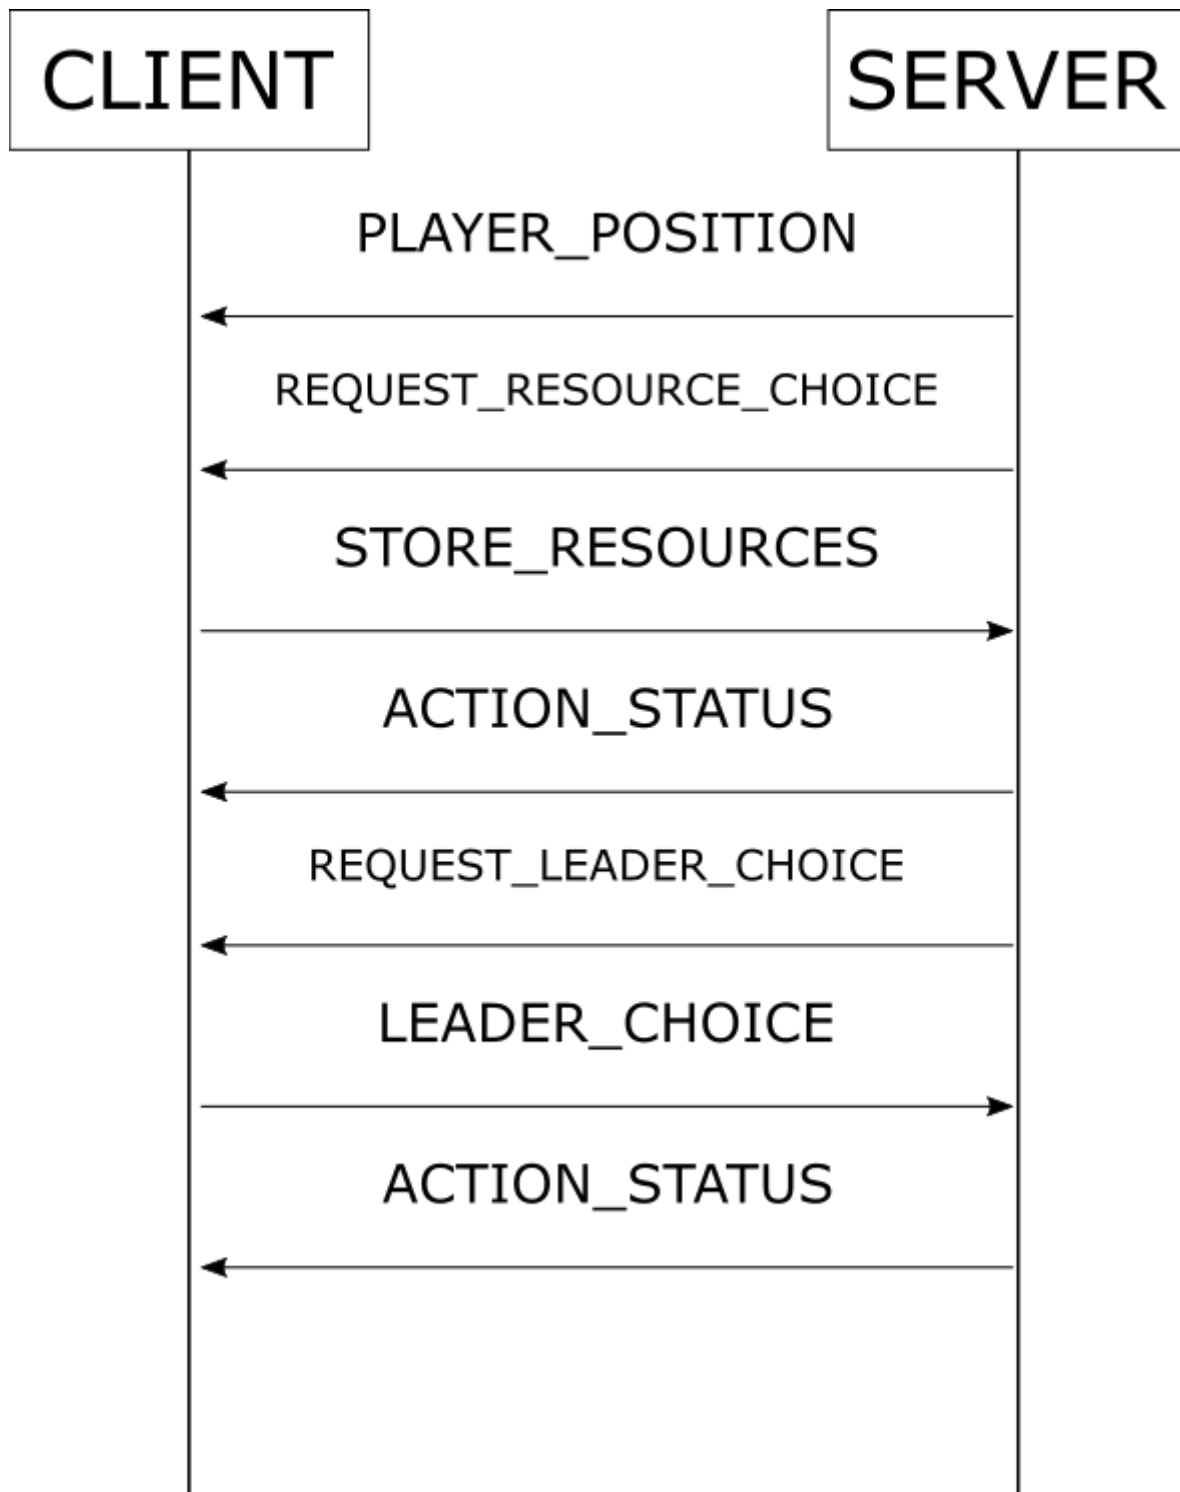 CLIENT
SERVER
PLAYER_POSITION
REQUEST_RESOURCE_CHOICE
STORE_RESOURCES
ACTION_STATUS
REQUEST_LEADER_CHOICE
LEADER_CHOICE
ACTION_STATUS